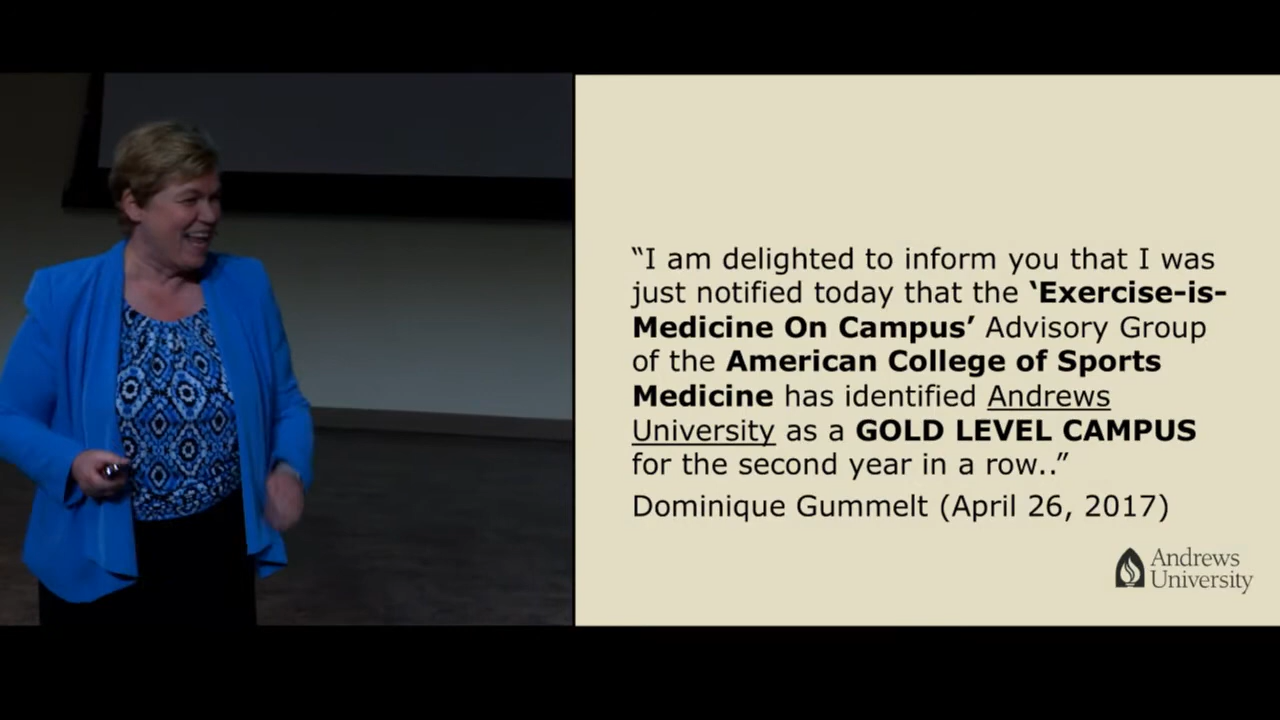 “I am delighted to inform you that I was
just notified today that the ‘Exercise-is-
Medicine On Campus’ Advisory Group
of the American College of Sports
Medicine has identified Andrews
University as a GOLD LEVEL CAMPUS
for the second year in a row..”
Dominique Gummelt (April 26, 2017)
Andrews
University